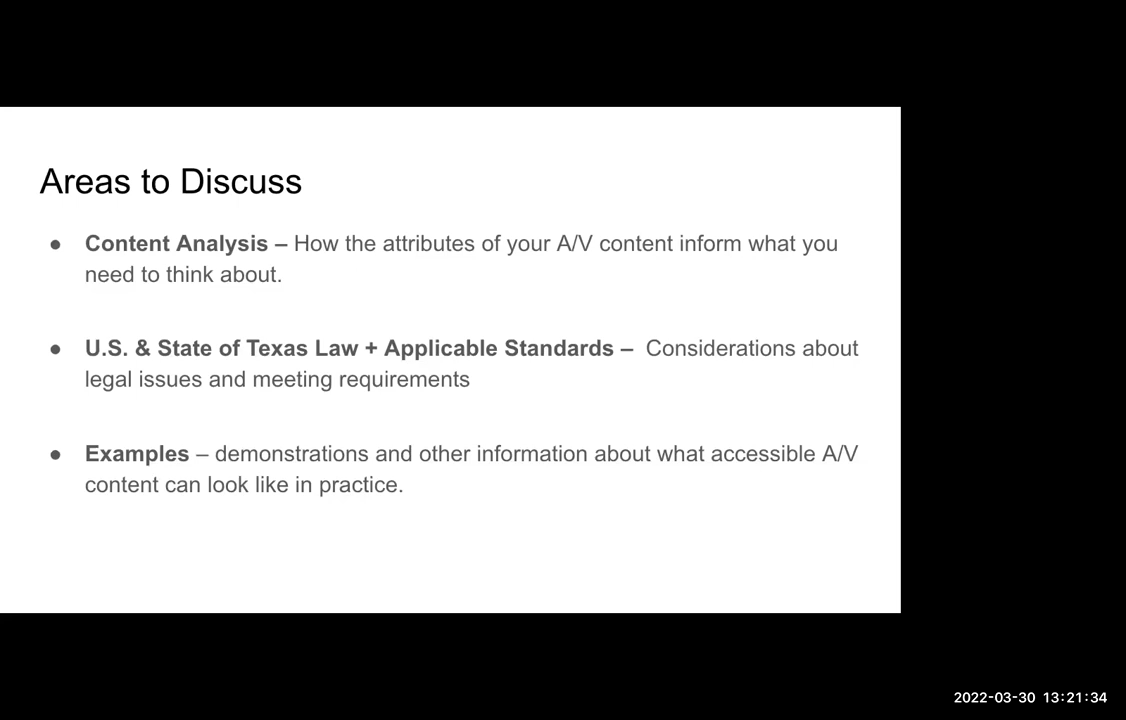 Areas to Discuss
● Content Analysis – How the attributes of your A/V content inform what you
need to think about.
● U.S. & State of Texas Law + Applicable Standards –  Considerations about
legal issues and meeting requirements
● Examples – demonstrations and other information about what accessible A/V
content can look like in practice.
2022-03-30 13:21:34